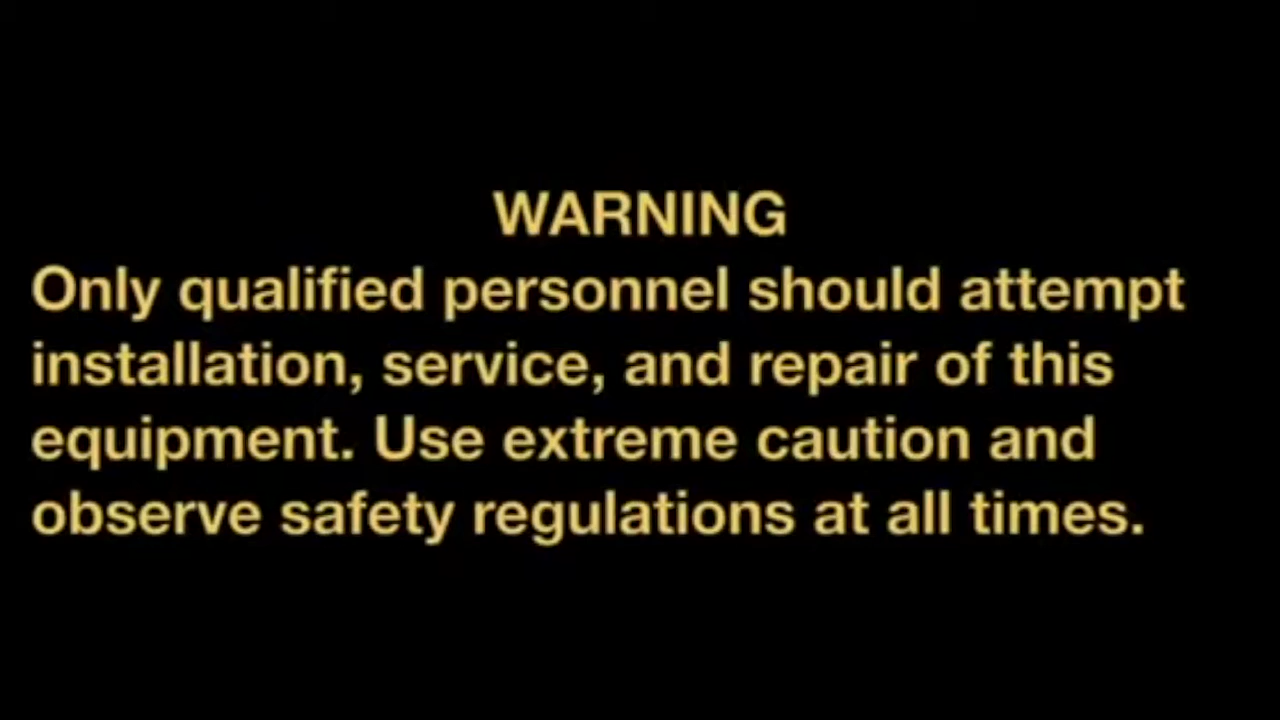 WARNING
Only qualified personnel should attempt
installation, service, and repair of this
equipment. Use extreme caution and
observe safety regulations at all times.